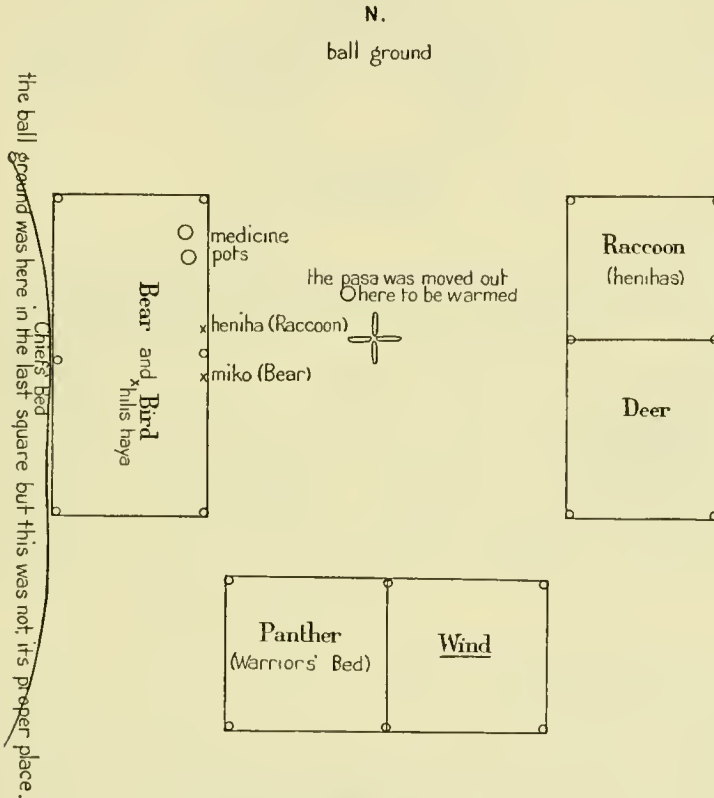 N.
ball ground
the ball ground was here in the last square but this was not its proper place.
Chiefs' Bed
medicine
pots
Bear and Bird
hilis haya
x heniha (Raccoon)
x miko (Bear)
x
the pasa was moved out
here to be warmed
Raccoon
(henihas)
Deer
Panther
(Warriors' Bed)
Wind